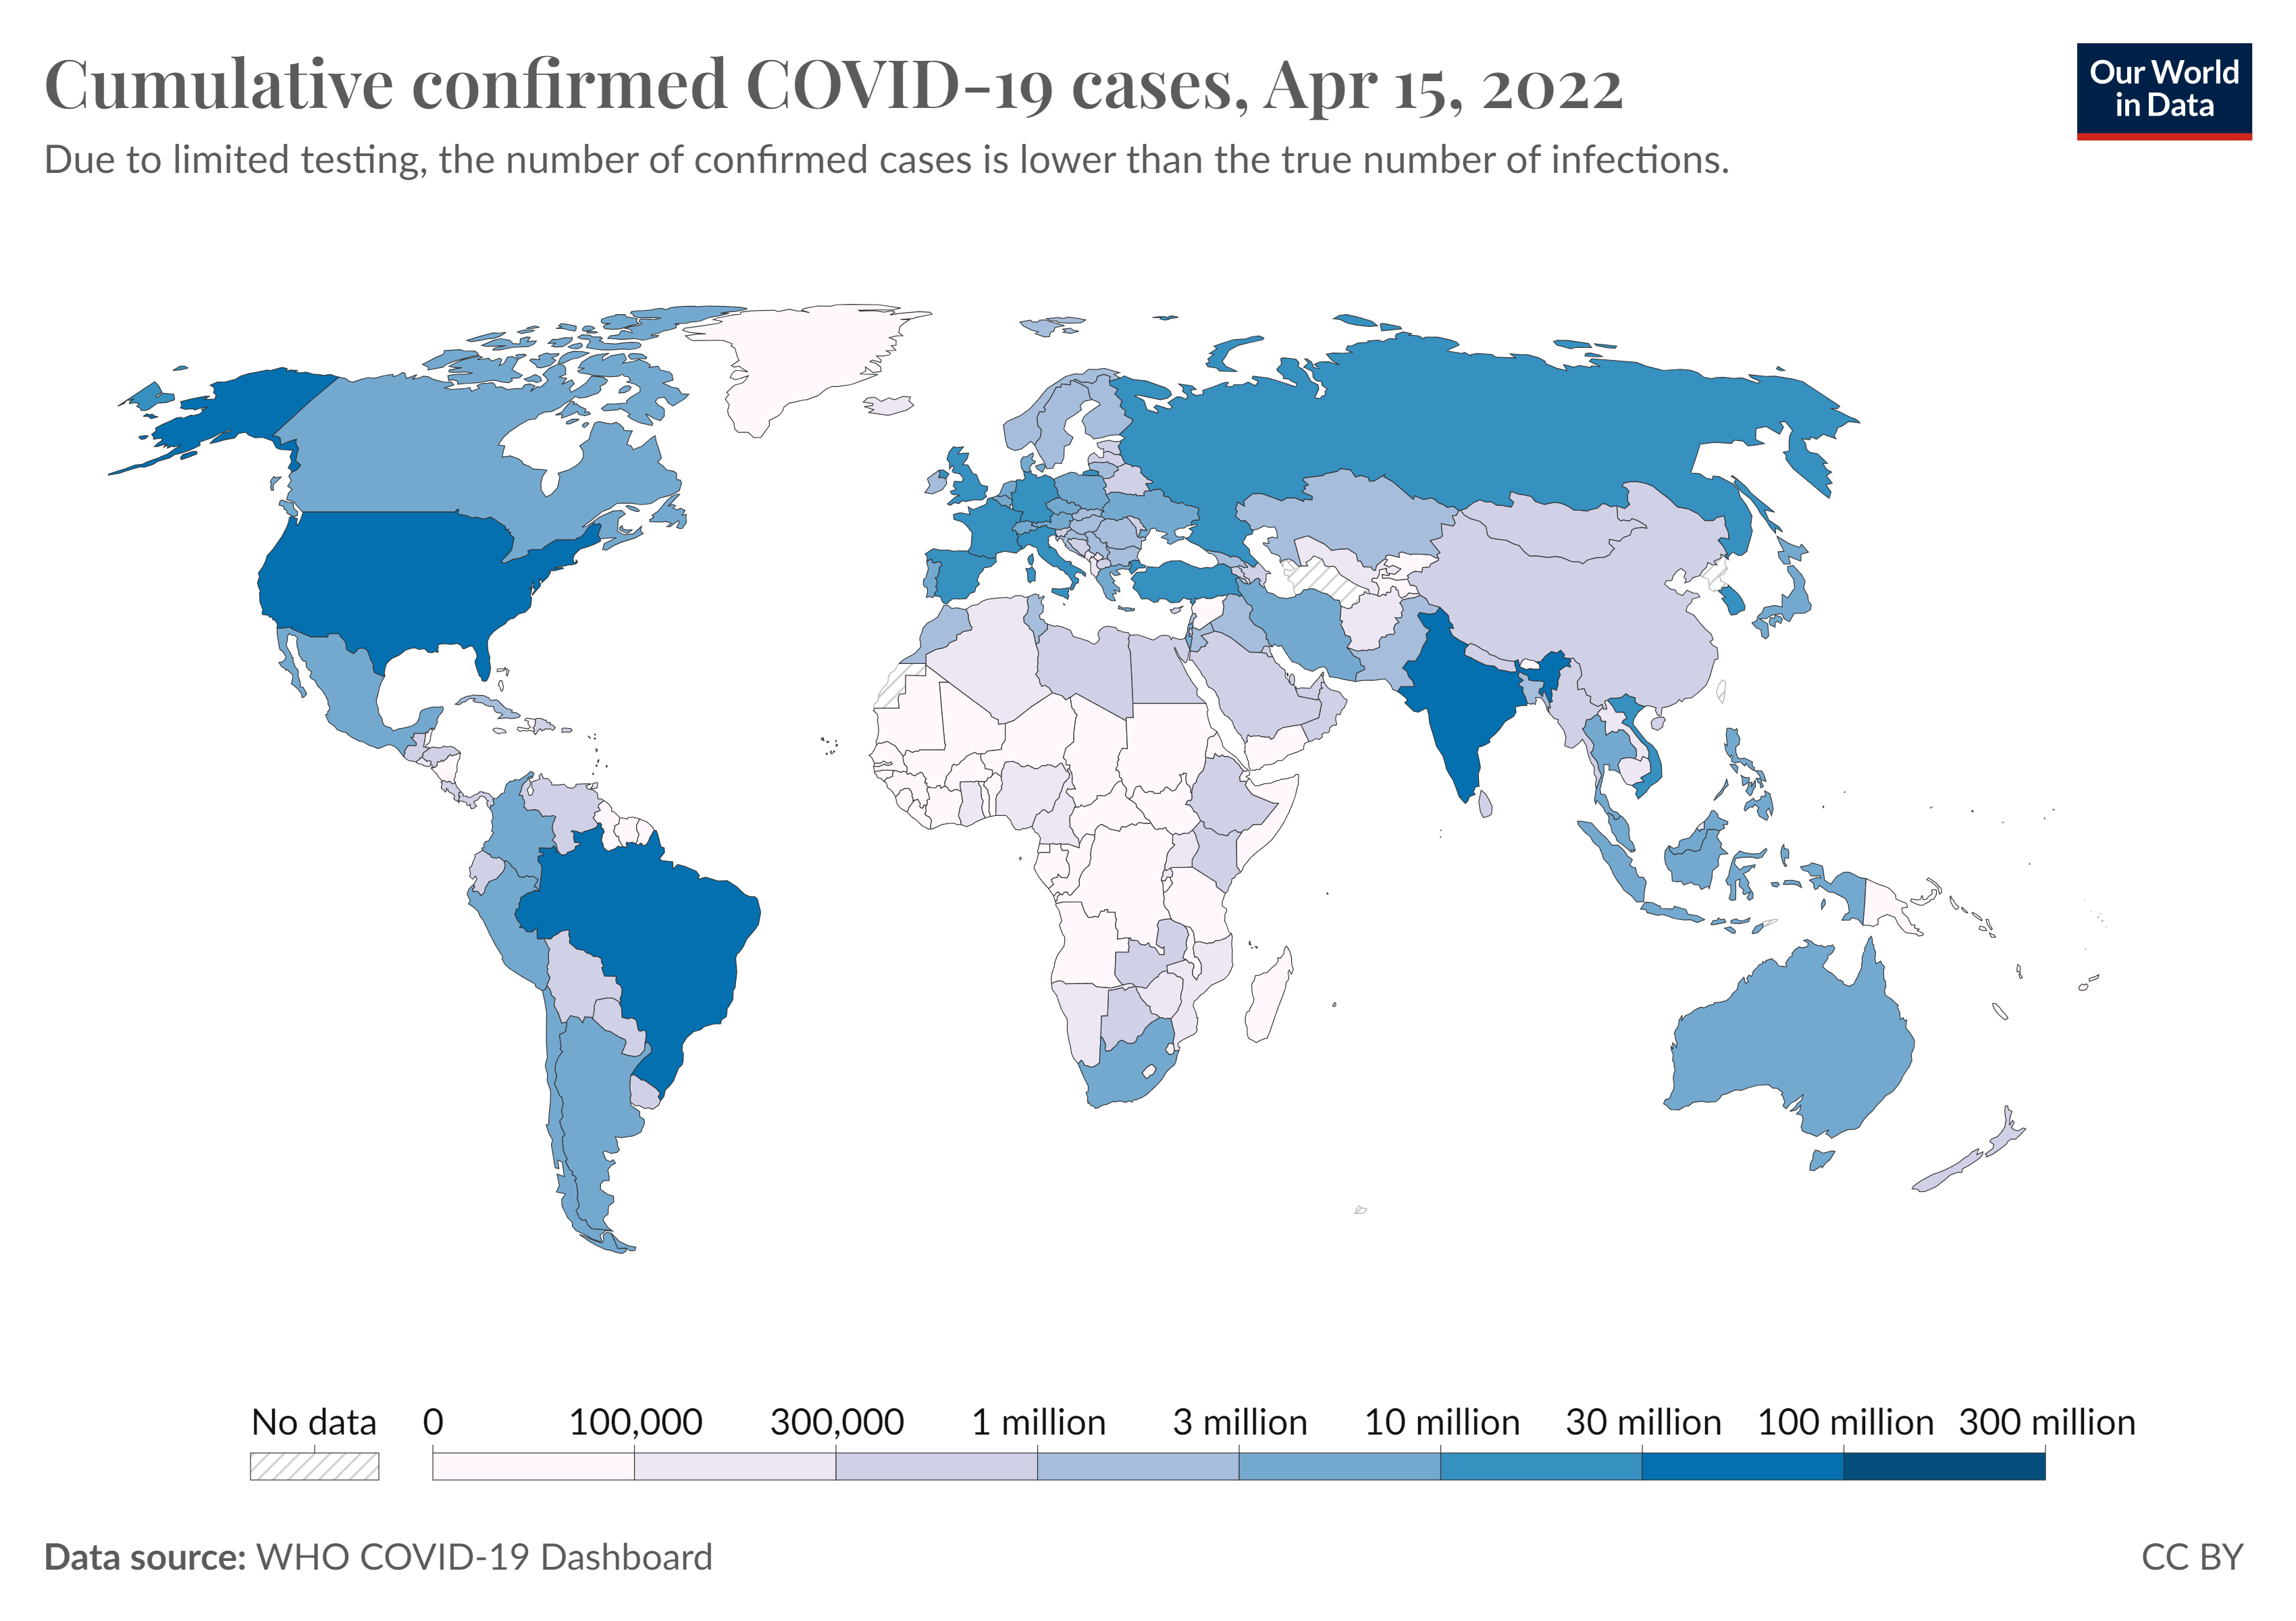 Cumulative confirmed COVID-19 cases, Apr 15, 2022
Our World
in Data
Due to limited testing, the number of confirmed cases is lower than the true number of infections.
No data 0 100,000 300,000 1 million 3 million 10 million 30 million 100 million 300 million
Data source: WHO COVID-19 Dashboard
CC BY